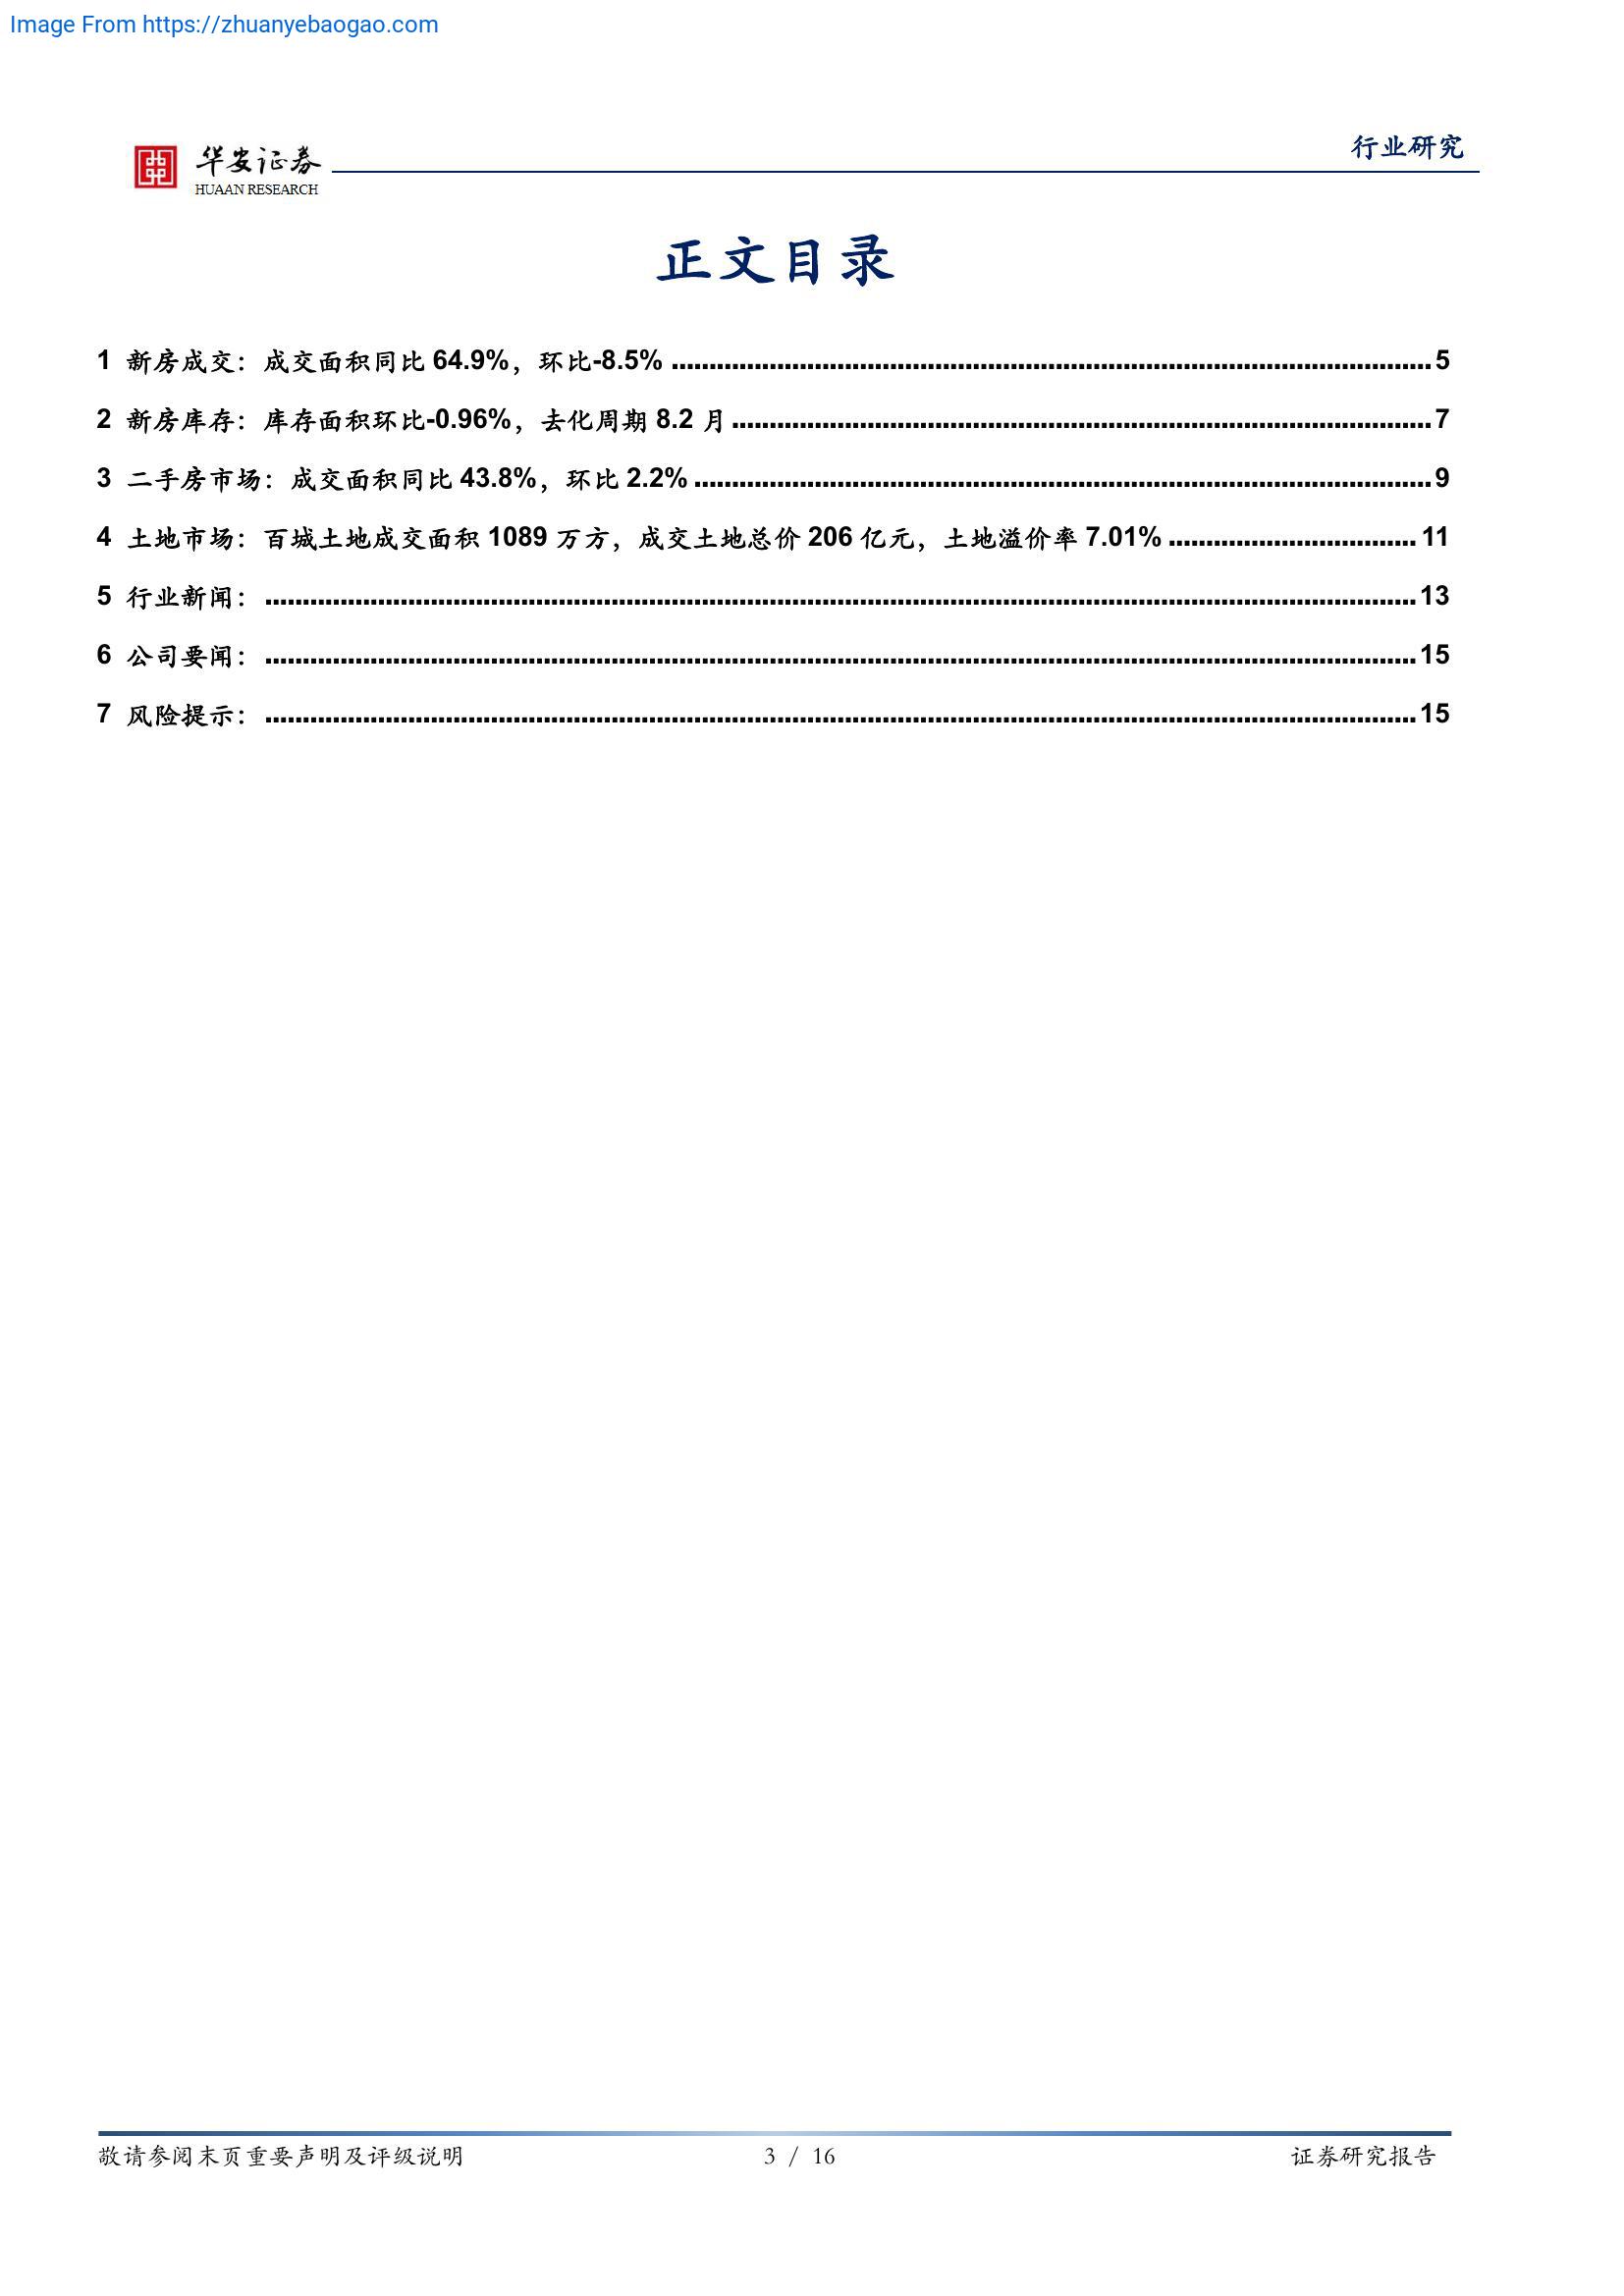 Image From https://zhuanyebaogao.com
华安证券
HUAAN RESEARCH
行业研究
正文目录
1 新房成交：成交面积同比 64.9%，环比-8.5% 5
2 新房库存：库存面积环比-0.96%，去化周期 8.2 月 7
3 二手房市场：成交面积同比 43.8%，环比 2.2% 9
4 土地市场：百城土地成交面积 1089 万方，成交土地总价 206 亿元，土地溢价率 7.01% 11
5 行业新闻： 13
6 公司要闻： 15
7 风险提示： 15
敬请参阅末页重要声明及评级说明 3 / 16 证券研究报告